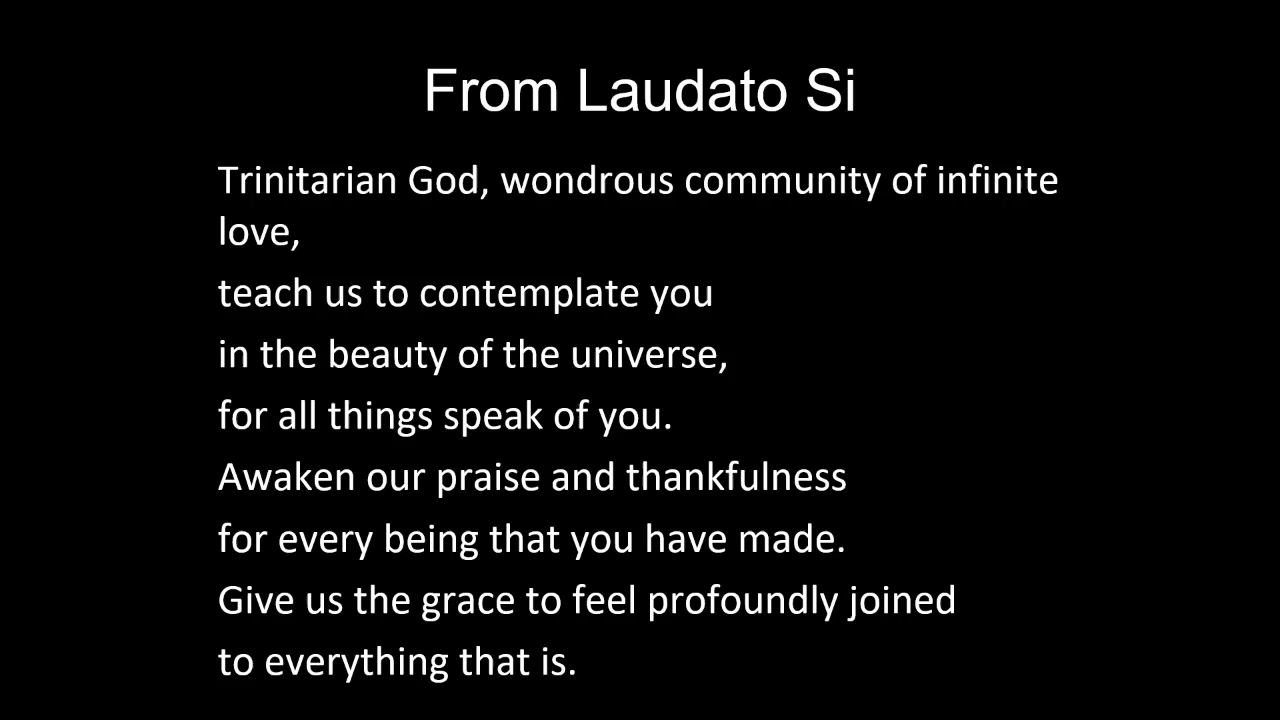 From Laudato Si
Trinitarian God, wondrous community of infinite
love,
teach us to contemplate you
in the beauty of the universe,
for all things speak of you.
Awaken our praise and thankfulness
for every being that you have made.
Give us the grace to feel profoundly joined
to everything that is.